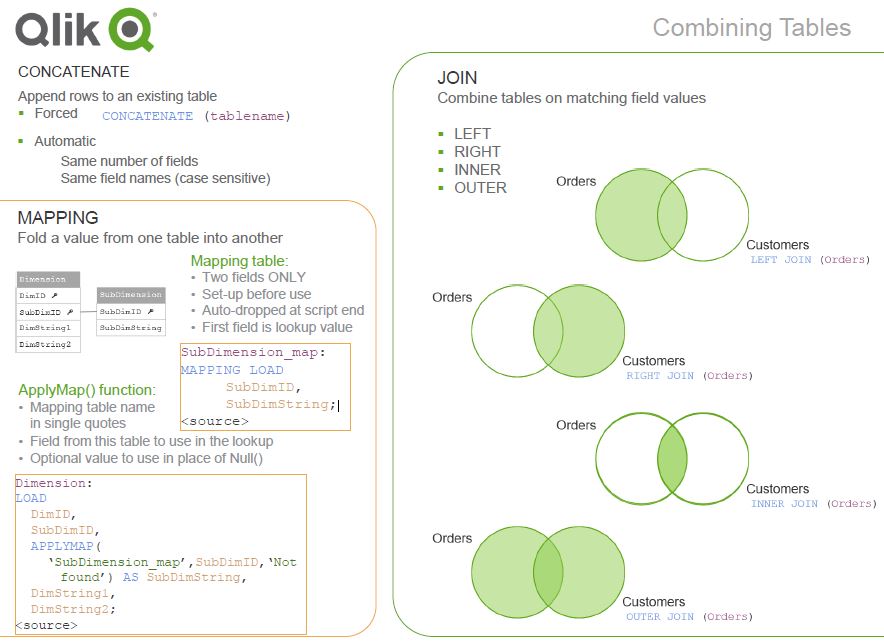 Qlik
Combining Tables
CONCATENATE
Append rows to an existing table
▪ Forced CONCATENATE (tablename)
▪ Automatic
Same number of fields
Same field names (case sensitive)
MAPPING
Fold a value from one table into another
Dimension
DimID
SubDimID
DimString1
DimString2
SubDimension
SubDimID
SubDimString
Mapping table:
• Two fields ONLY
• Set-up before use
• Auto-dropped at script end
• First field is lookup value
SubDimension_map:
MAPPING LOAD
SubDimID,
SubDimString;
<source>
ApplyMap() function:
• Mapping table name
in single quotes
• Field from this table to use in the lookup
• Optional value to use in place of Null()
Dimension:
LOAD
DimID,
SubDimID,
APPLYMAP(
‘SubDimension_map’,SubDimID,‘Not
found’) AS SubDimString,
DimString1,
DimString2;
<source>
JOIN
Combine tables on matching field values
▪ LEFT
▪ RIGHT
▪ INNER
▪ OUTER
Orders
Customers
LEFT JOIN (Orders)
Orders
Customers
RIGHT JOIN (Orders)
Orders
Customers
INNER JOIN (Orders)
Orders
Customers
OUTER JOIN (Orders)